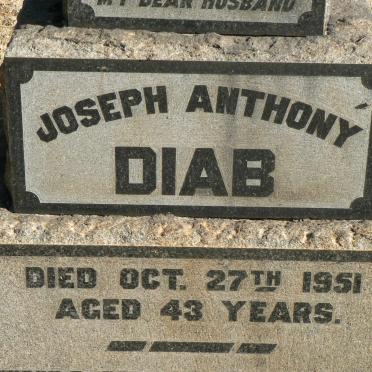 MY DEAR HUSBAND
JOSEPH ANTHONY
DIAB
DIED OCT. 27TH 1951
AGED 43 YEARS.